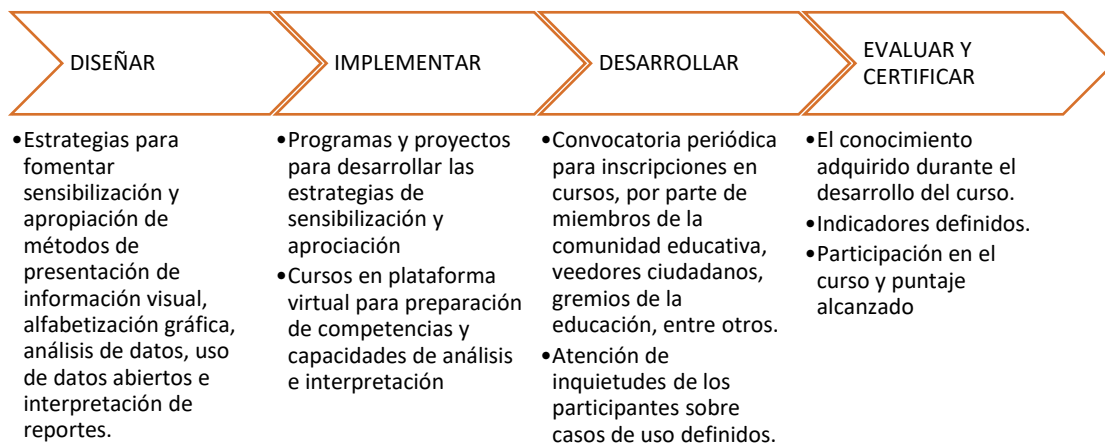 DISEÑAR
•Estrategias para
fomentar
sensibilización y
apropiación de
métodos de
presentación de
información visual,
alfabetización gráfica,
análisis de datos, uso
de datos abiertos e
interpretación de
reportes.
IMPLEMENTAR
•Programas y proyectos
para desarrollar las
estrategias de
sensibilización y
aprociación
•Cursos en plataforma
virtual para preparación
de competencias y
capacidades de análisis
e interpretación
DESARROLLAR
•Convocatoria periódica
para inscripciones en
cursos, por parte de
miembros de la
comunidad educativa,
veedores ciudadanos,
gremios de la
educación, entre otros.
•Atención de
inquietudes de los
participantes sobre
casos de uso definidos.
EVALUAR Y
CERTIFICAR
•El conocimiento
adquirido durante el
desarrollo del curso.
•Indicadores definidos.
•Participación en el
curso y puntaje
alcanzado